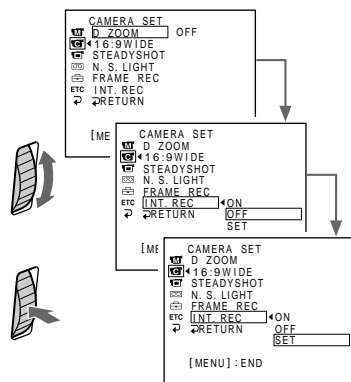 CAMERA SET
D ZOOM OFF
16:9WIDE
STEADYSHOT
N. S. LIGHT
FRAME REC
ETC INT. REC
RETURN
[ME
CAMERA SET
D ZOOM
16:9WIDE
STEADYSHOT
N. S. LIGHT
FRAME REC
ETC INT. REC ON
RETURN OFF
SET
[ME
CAMERA SET
D ZOOM
16:9WIDE
STEADYSHOT
N. S. LIGHT
FRAME REC
ETC INT. REC ON
RETURN OFF
SET
[MENU] : END